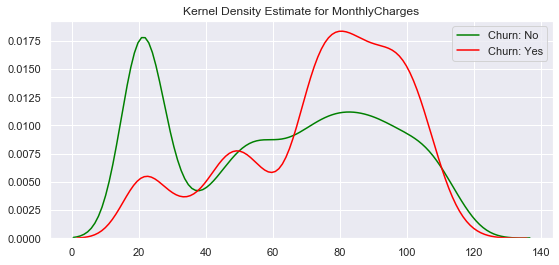 Kernel Density Estimate for MonthlyCharges
Churn: No
Churn: Yes
0.0175
0.0150
0.0125
0.0100
0.0075
0.0050
0.0025
0.0000
0 20 40 60 80 100 120 140